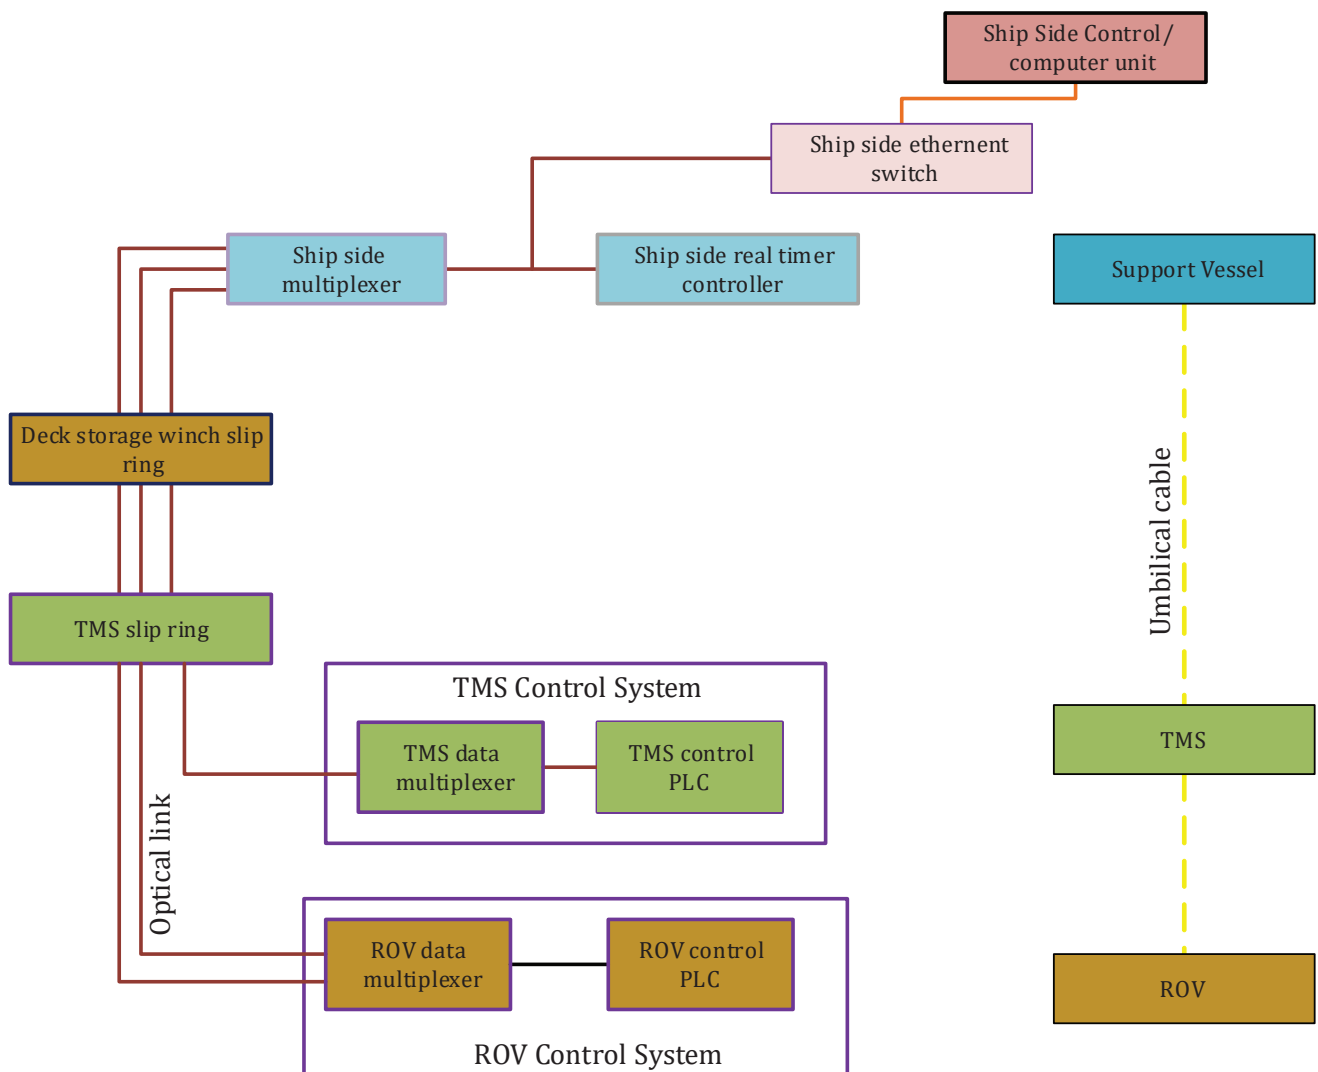 Ship Side Control/
computer unit
Ship side ethernent
switch
Ship side
multiplexer
Ship side real timer
controller
Support Vessel
Deck storage winch slip
ring
Umbilical cable
TMS slip ring
TMS Control System
TMS data
multiplexer
TMS control
PLC
TMS
Optical link
ROV data
multiplexer
ROV control
PLC
ROV
ROV Control System